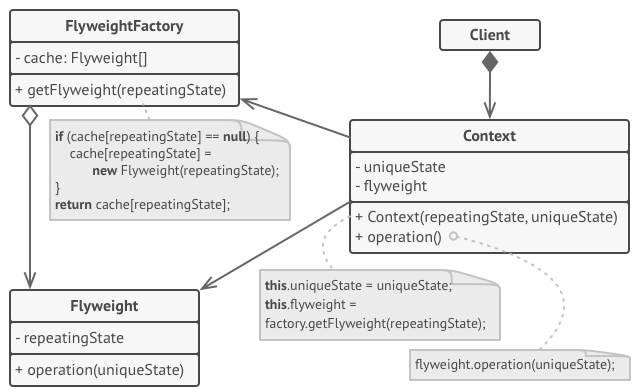 FlyweightFactory
- cache: Flyweight[]
+ getFlyweight(repeatingState)
if (cache[repeatingState] == null) {
cache[repeatingState] =
new Flyweight(repeatingState);
}
return cache[repeatingState];
Client
Context
- uniqueState
- flyweight
+ Context(repeatingState, uniqueState)
+ operation()
this.uniqueState = uniqueState;
this.flyweight =
factory.getFlyweight(repeatingState);
flyweight.operation(uniqueState);
Flyweight
- repeatingState
+ operation(uniqueState)